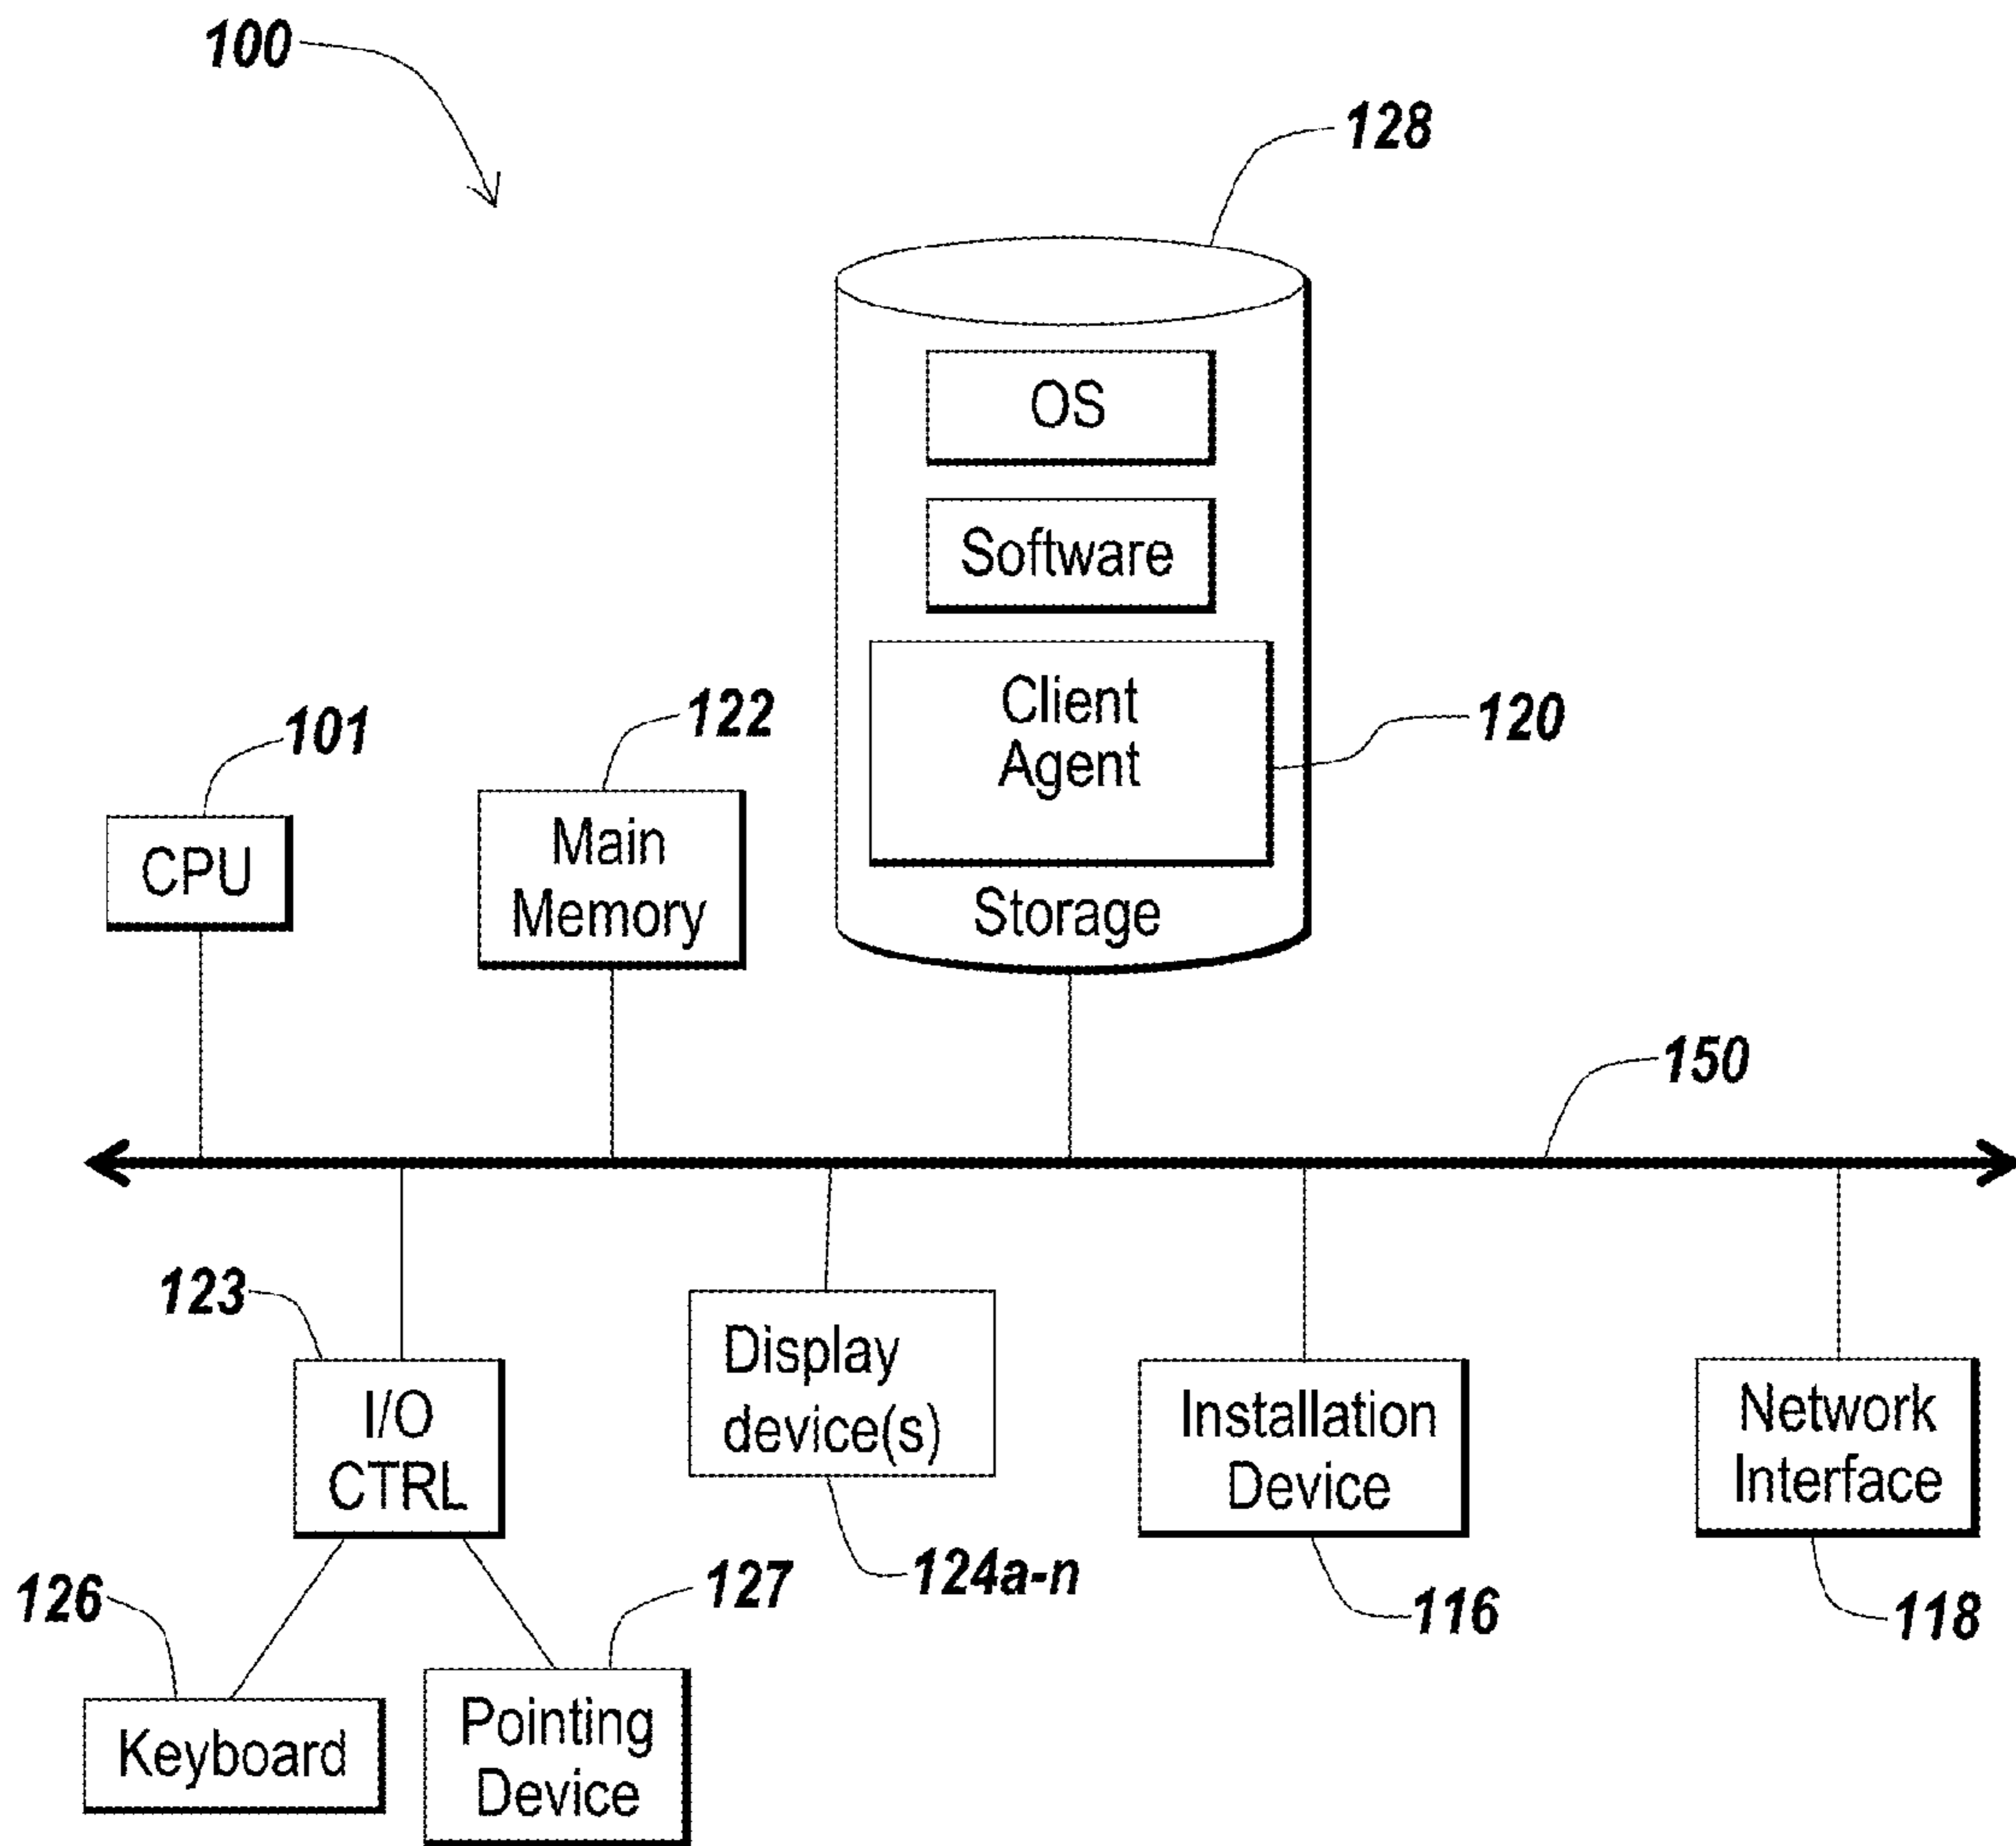 100
128
OS
Software
Client
Agent
120
Storage
101
CPU
122
Main
Memory
150
123
I/O
CTRL
Display
device(s)
124a-n
Installation
Device
116
Network
Interface
118
126
Keyboard
127
Pointing
Device